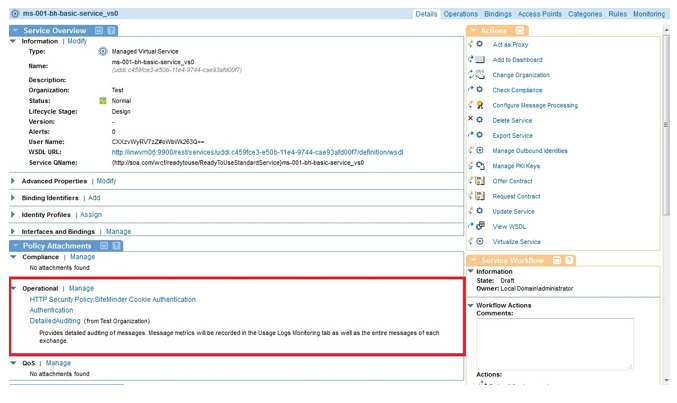 ms-001-bh-basic-service_vs0
Details Operations Bindings Access Points Categories Rules Monitoring
Service Overview
Information | Modify
Type: Managed Virtual Service
Name: ms-001-bh-basic-service_vs0
(uddi:c459fce3-e50b-11e4-9744-cae93afd00f7)
Description:
Organization: Test
Status: Normal
Lifecycle Stage: Design
Version: -
Alerts: 0
User Name: CXXzvWyRV7zZ#oWbWk263Q==
WSDL URL: http://inwvm06:9900/rest/services/uddi:c459fce3-e50b-11e4-9744-cae93afd00f7/definition/wsdl
Service QName: {http://soa.com/wcf/readytouse/ReadyToUseStandardService}ms-001-bh-basic-service_vs0
Advanced Properties | Modify
Binding Identifiers | Add
Identity Profiles | Assign
Interfaces and Bindings | Manage
Policy Attachments
Compliance | Manage
No attachments found
Operational | Manage
HTTP Security Policy:SiteMinder Cookie Authentication
Authentication
DetailedAuditing (from Test Organization)
Provides detailed auditing of messages. Message metrics will be recorded in the Usage Logs Monitoring tab as well as the entire messages of each
exchange.
QoS | Manage
No attachments found
Actions
Act as Proxy
Add to Dashboard
Change Organization
Check Compliance
Configure Message Processing
Delete Service
Export Service
Manage Outbound Identities
Manage PKI Keys
Offer Contract
Request Contract
Update Service
View WSDL
Virtualize Service
Service Workflow
Information
State: Draft
Owner: Local Domain\administrator
Workflow Actions
Comments:
Actions: